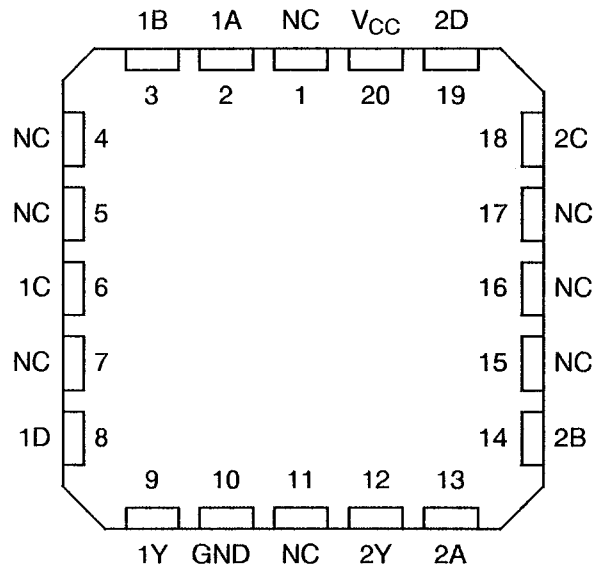 1B 1A NC VCC 2D
3 2 1 20 19
NC 4 18 2C
NC 5 17 NC
1C 6 16 NC
NC 7 15 NC
1D 8 14 2B
9 10 11 12 13
1Y GND NC 2Y 2A